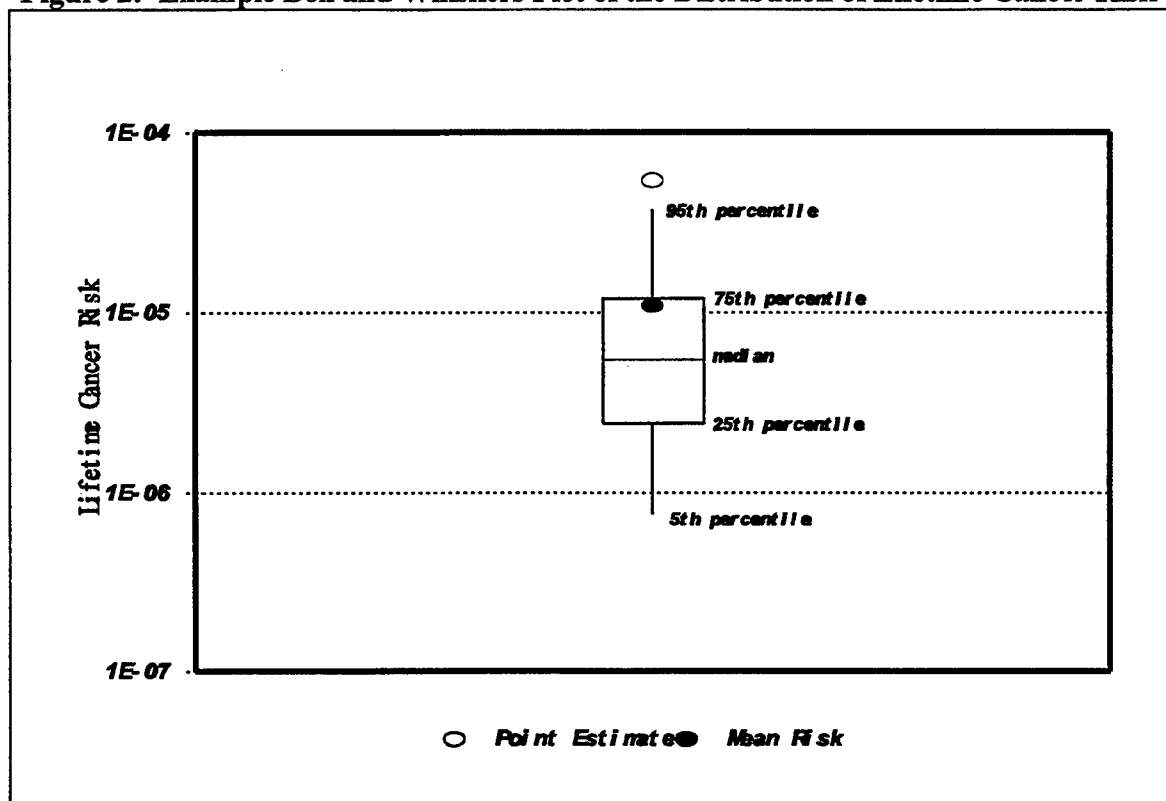 1E-04
95th percentile
75th percentile
1E-05
nadian
25th percentile
1E-06
5th percentile
1E-07
Lifetime Cancer Risk
Point Estimate Mean Risk